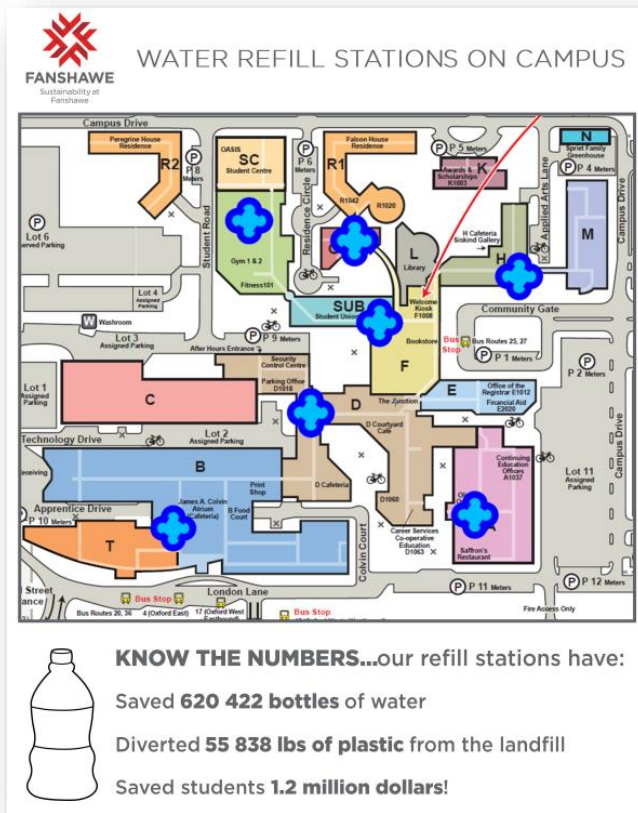 FANSHAWE
Sustainability at
Fanshawe
WATER REFILL STATIONS ON CAMPUS
Campus Drive
Peregrine House
Residence
R2
P 8
Meters
OASIS
SC
Student Centre
P 6
Meters
R1
Falcon House
Residence
R1042
R1020
P 5 Meters
Awards &
Scholarships
K1003
K
N
Spriet Family
Greenhouse
P 4 Meters
Applied Arts Lane
Campus Drive
M
P
Lot 6
Student Road
Residence Circle
Gym 1 & 2
Fitness101
L
Library
H Cafeteria
& Siskind Gallery
H
Lot 4
Assigned Parking
W Washroom
SUB
Welcome
Kiosk
F1008
Bookstore
F
Community Gate
Bus
Stop
Bus Routes 25, 27
P 1 Meters
P 2 Meters
Lot 3
Assigned Parking
After Hours Entrance
P 9
Meters
Security
Control Centre
Parking Office
D1018
Lot 1
Assigned
Parking
C
Lot 2
Assigned Parking
D
The Junction
E
Office of the
Registrar E1012
Financial Aid
E2020
D Courtyard
Cafe
Technology Drive
Receiving
B
Print
Shop
D Cafeteria
Continuing
Education
Offices
A1037
Lot 11
Assigned
Parking
Campus Drive
Apprentice Drive
P 10 Meters
James A. Colvin
Atrium
(Cafeteria)
B Food
Court
D1060
Career Services
Co-operative
Education
D1063
Saffron's
Restaurant
T
Colvin Court
London Lane
P 11 Meters
P 12 Meters
Fire Access Only
Street
Bus Stop
Bus Routes 20, 36
4 (Oxford East)
17 (Oxford West
Bus Stop
KNOW THE NUMBERS...our refill stations have:
Saved 620 422 bottles of water
Diverted 55 838 lbs of plastic from the landfill
Saved students 1.2 million dollars!